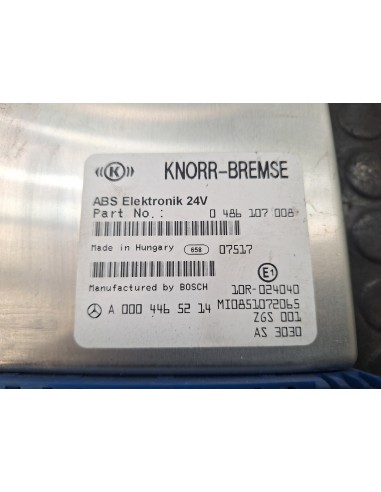 K KNORR-BREMSE
ABS Elektronik 24V
Part No.: 0 486 107 008
Made in Hungary 658 07517
E1
Manufactured by BOSCH 10R-024040
A 000 446 52 14 MI0851072065
ZGS 001
AS 3030